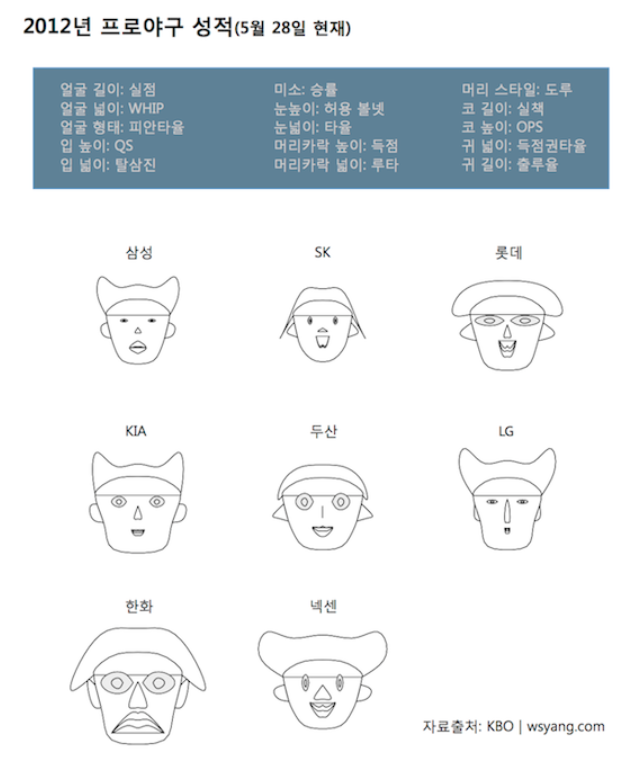 2012년 프로야구 성적(5월 28일 현재)
얼굴 길이: 실점
얼굴 넓이: WHIP
얼굴 형태: 피안타율
입 높이: QS
입 넓이: 탈삼진
미소: 승률
눈높이: 허용 볼넷
눈넓이: 타율
머리카락 높이: 득점
머리카락 넓이: 루타
머리 스타일: 도루
코 길이: 실책
코 높이: OPS
귀 넓이: 득점권타율
귀 길이: 출루율
삼성 SK 롯데
KIA 두산 LG
한화 넥센
자료출처: KBO | wsyang.com